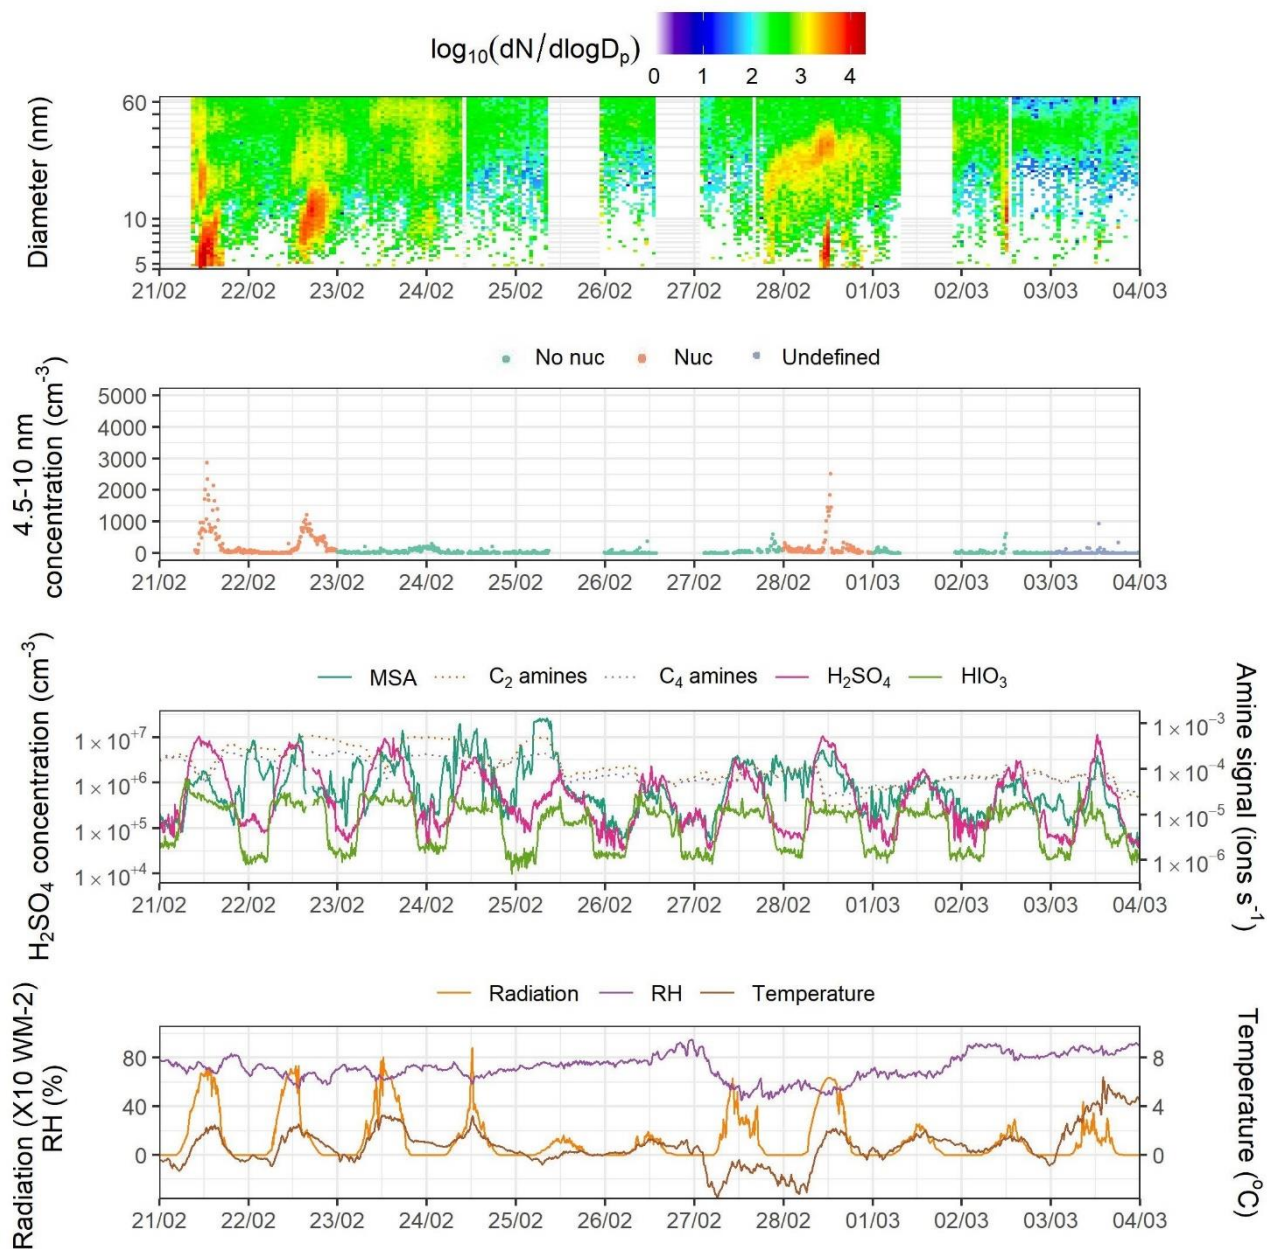 log₁₀(dN/dlogDₚ)
0 1 2 3 4
Diameter (nm)
60
10
5
21/02 22/02 23/02 24/02 25/02 26/02 27/02 28/02 01/03 02/03 03/03 04/03
No nuc Nuc Undefined
4.5-10 nm
concentration (cm⁻³)
5000
4000
3000
2000
1000
0
21/02 22/02 23/02 24/02 25/02 26/02 27/02 28/02 01/03 02/03 03/03 04/03
MSA C₂ amines C₄ amines H₂SO₄ HIO₃
H₂SO₄ concentration (cm⁻³)
1 × 10⁺⁷
1 × 10⁺⁶
1 × 10⁺⁵
1 × 10⁺⁴
1 × 10⁻³
1 × 10⁻⁴
1 × 10⁻⁵
1 × 10⁻⁶
Amine signal (ions s⁻¹)
21/02 22/02 23/02 24/02 25/02 26/02 27/02 28/02 01/03 02/03 03/03 04/03
Radiation RH Temperature
Radiation (X10 WM-2)
RH (%)
80
40
0
8
4
0
Temperature (°C)
21/02 22/02 23/02 24/02 25/02 26/02 27/02 28/02 01/03 02/03 03/03 04/03